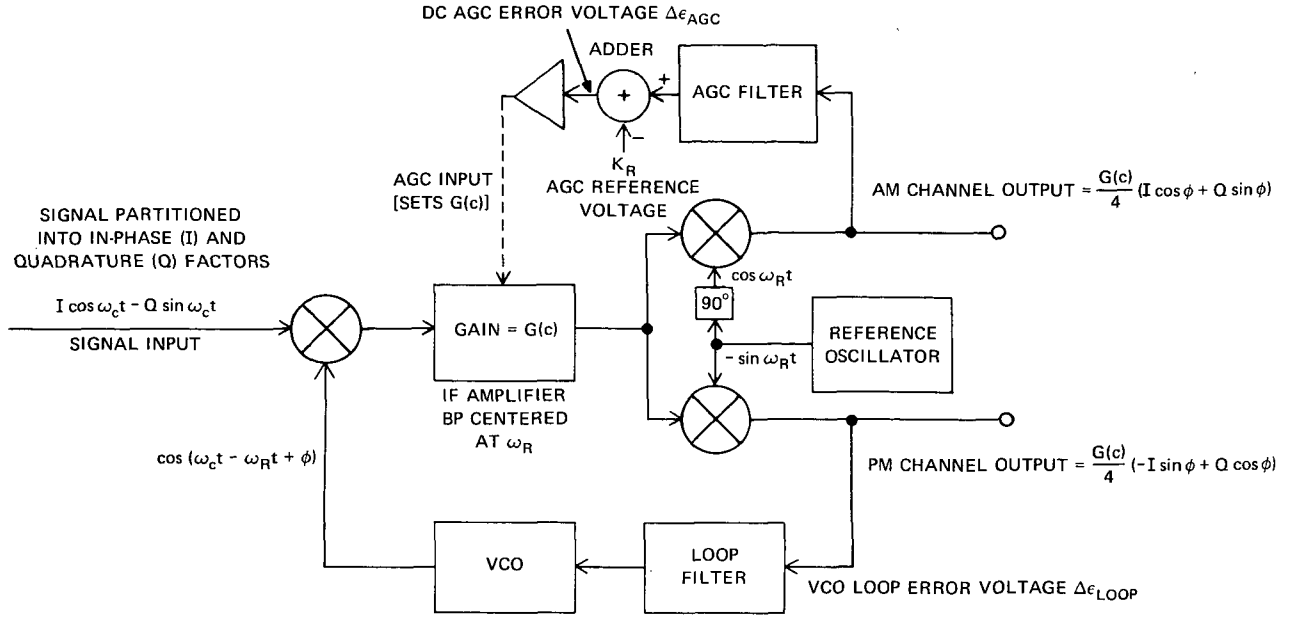 DC AGC ERROR VOLTAGE Δϵ_AGC
ADDER
+
+
−
AGC FILTER
K_R
AGC REFERENCE
VOLTAGE
AGC INPUT
[SETS G(c)]
AM CHANNEL OUTPUT = G(c)/4 (I cos ϕ + Q sin ϕ)
SIGNAL PARTITIONED
INTO IN-PHASE (I) AND
QUADRATURE (Q) FACTORS
I cos ω_c t − Q sin ω_c t
SIGNAL INPUT
GAIN = G(c)
IF AMPLIFIER
BP CENTERED
AT ω_R
cos ω_R t
90°
− sin ω_R t
REFERENCE
OSCILLATOR
cos (ω_c t − ω_R t + ϕ)
PM CHANNEL OUTPUT = G(c)/4 (−I sin ϕ + Q cos ϕ)
VCO
LOOP
FILTER
VCO LOOP ERROR VOLTAGE Δϵ_LOOP